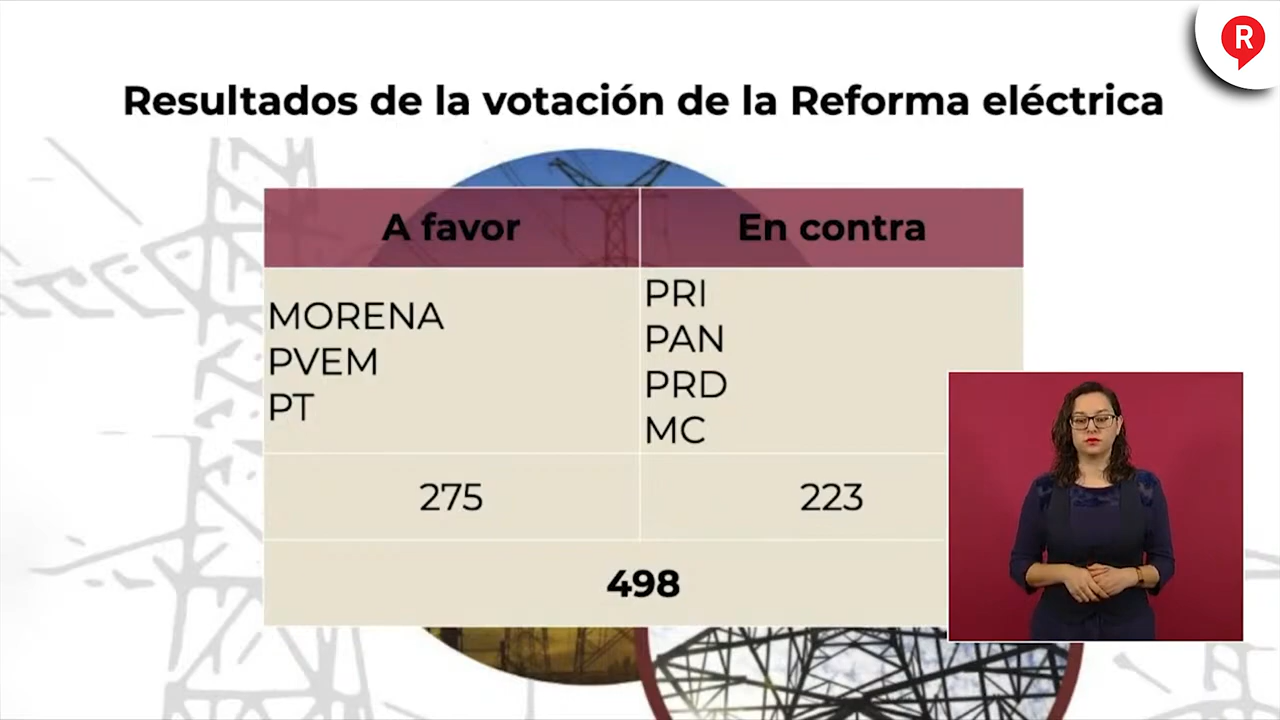 R
Resultados de la votación de la Reforma eléctrica
A favor
En contra
MORENA
PVEM
PT
PRI
PAN
PRD
MC
275
223
498